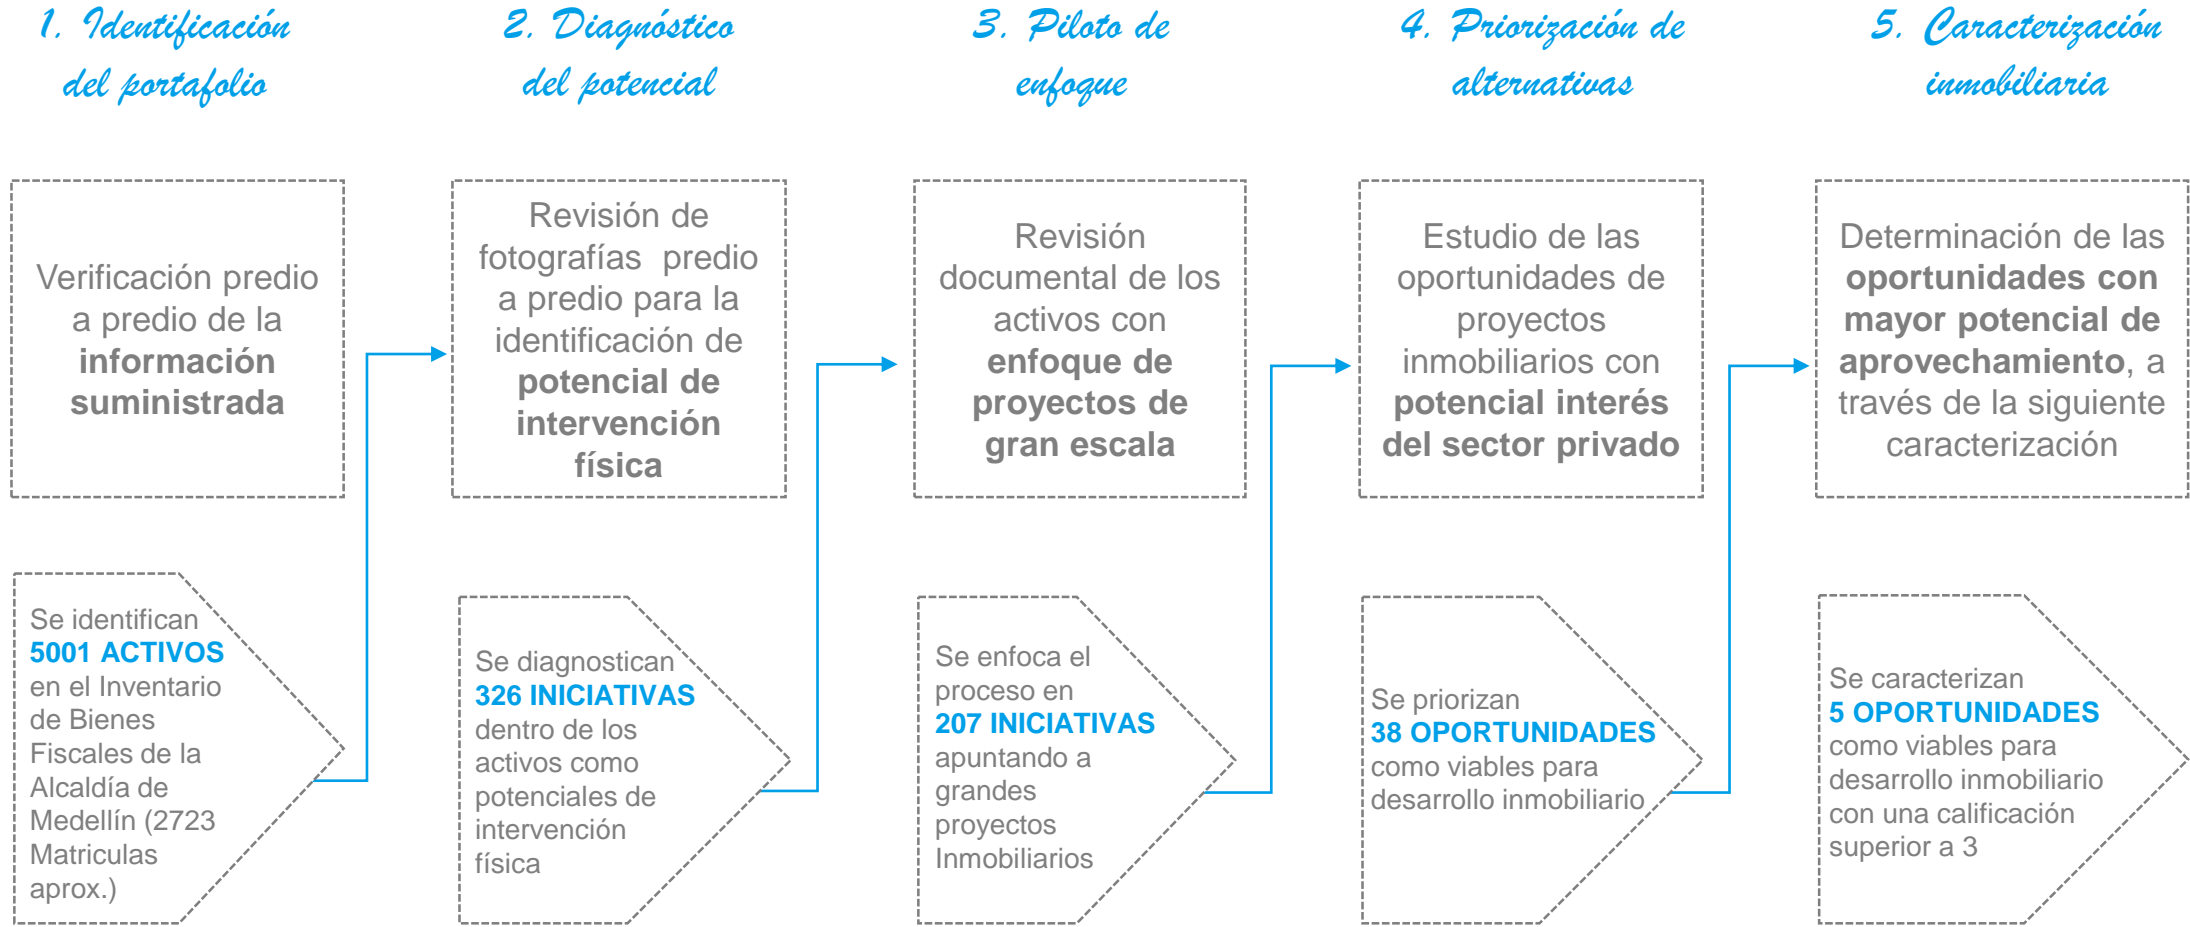 1. Identificación
del portafolio
2. Diagnóstico
del potencial
3. Piloto de
enfoque
4. Priorización de
alternativas
5. Caracterización
inmobiliaria
Verificación predio
a predio de la
información
suministrada
Revisión de
fotografías predio
a predio para la
identificación de
potencial de
intervención
física
Revisión
documental de los
activos con
enfoque de
proyectos de
gran escala
Estudio de las
oportunidades de
proyectos
inmobiliarios con
potencial interés
del sector privado
Determinación de las
oportunidades con
mayor potencial de
aprovechamiento, a
través de la siguiente
caracterización
Se identifican
5001 ACTIVOS
en el Inventario
de Bienes
Fiscales de la
Alcaldía de
Medellín (2723
Matriculas
aprox.)
Se diagnostican
326 INICIATIVAS
dentro de los
activos como
potenciales de
intervención
física
Se enfoca el
proceso en
207 INICIATIVAS
apuntando a
grandes
proyectos
Inmobiliarios
Se priorizan
38 OPORTUNIDADES
como viables para
desarrollo inmobiliario
Se caracterizan
5 OPORTUNIDADES
como viables para
desarrollo inmobiliario
con una calificación
superior a 3